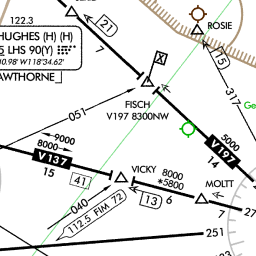 122.3
HUGHES (H) (H)
5 LHS 90(Y)
0.98' W118°34.62'
AWTHORNE
21
ROSIE
15
317
X
FISCH
V197 8300NW
051
5000
V197
14
9000
8000
V137
15
41
VICKY
8000
*5800
13
6
MOLTT
7
27
040
112.5 FIM 72
251
7